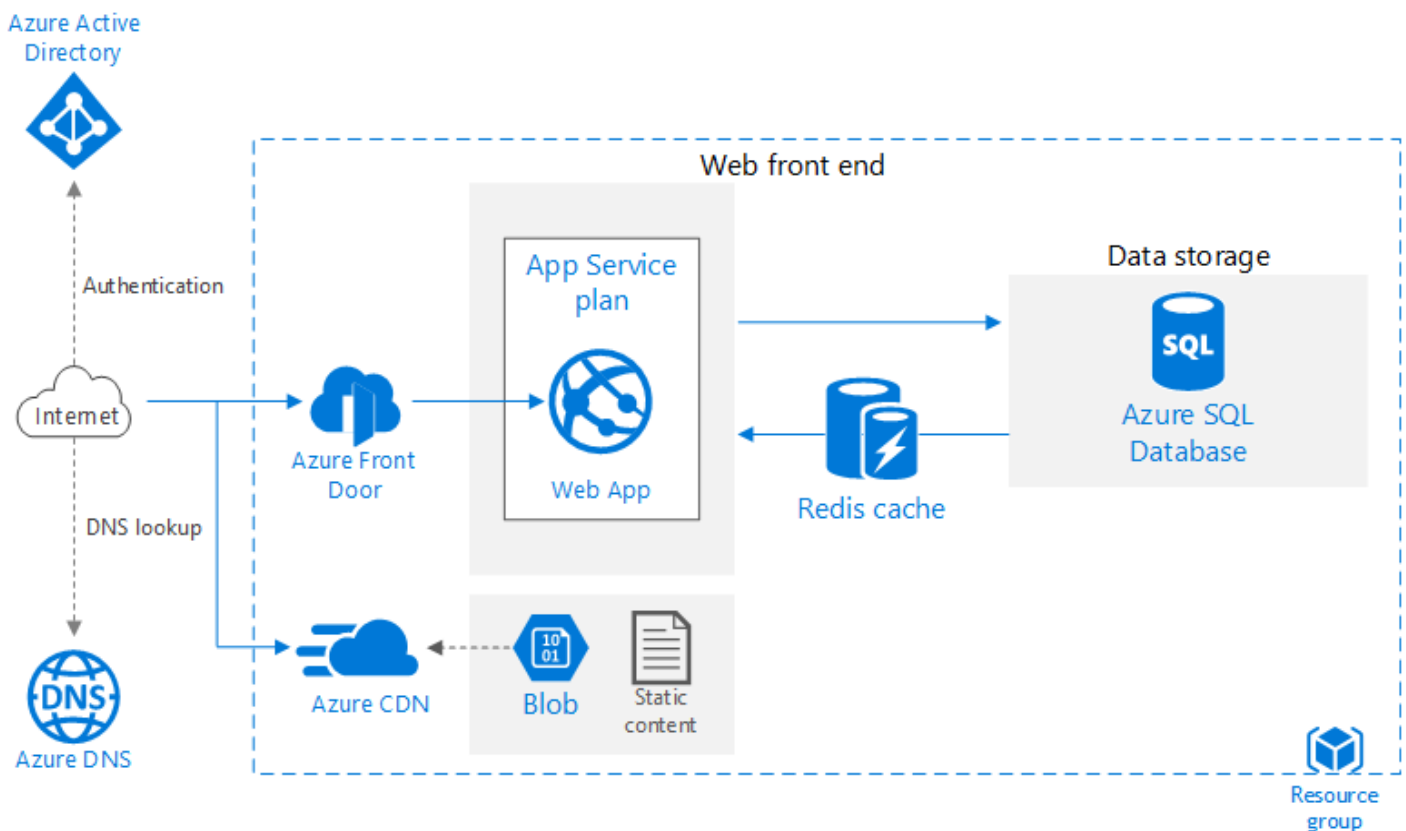 Azure Active
Directory
Web front end
App Service
plan
Data storage
Authentication
SQL
Internet
Azure SQL
Database
Azure Front
Door
Web App
Redis cache
DNS lookup
10
01
DNS
Azure CDN
Blob
Static
content
Azure DNS
Resource
group